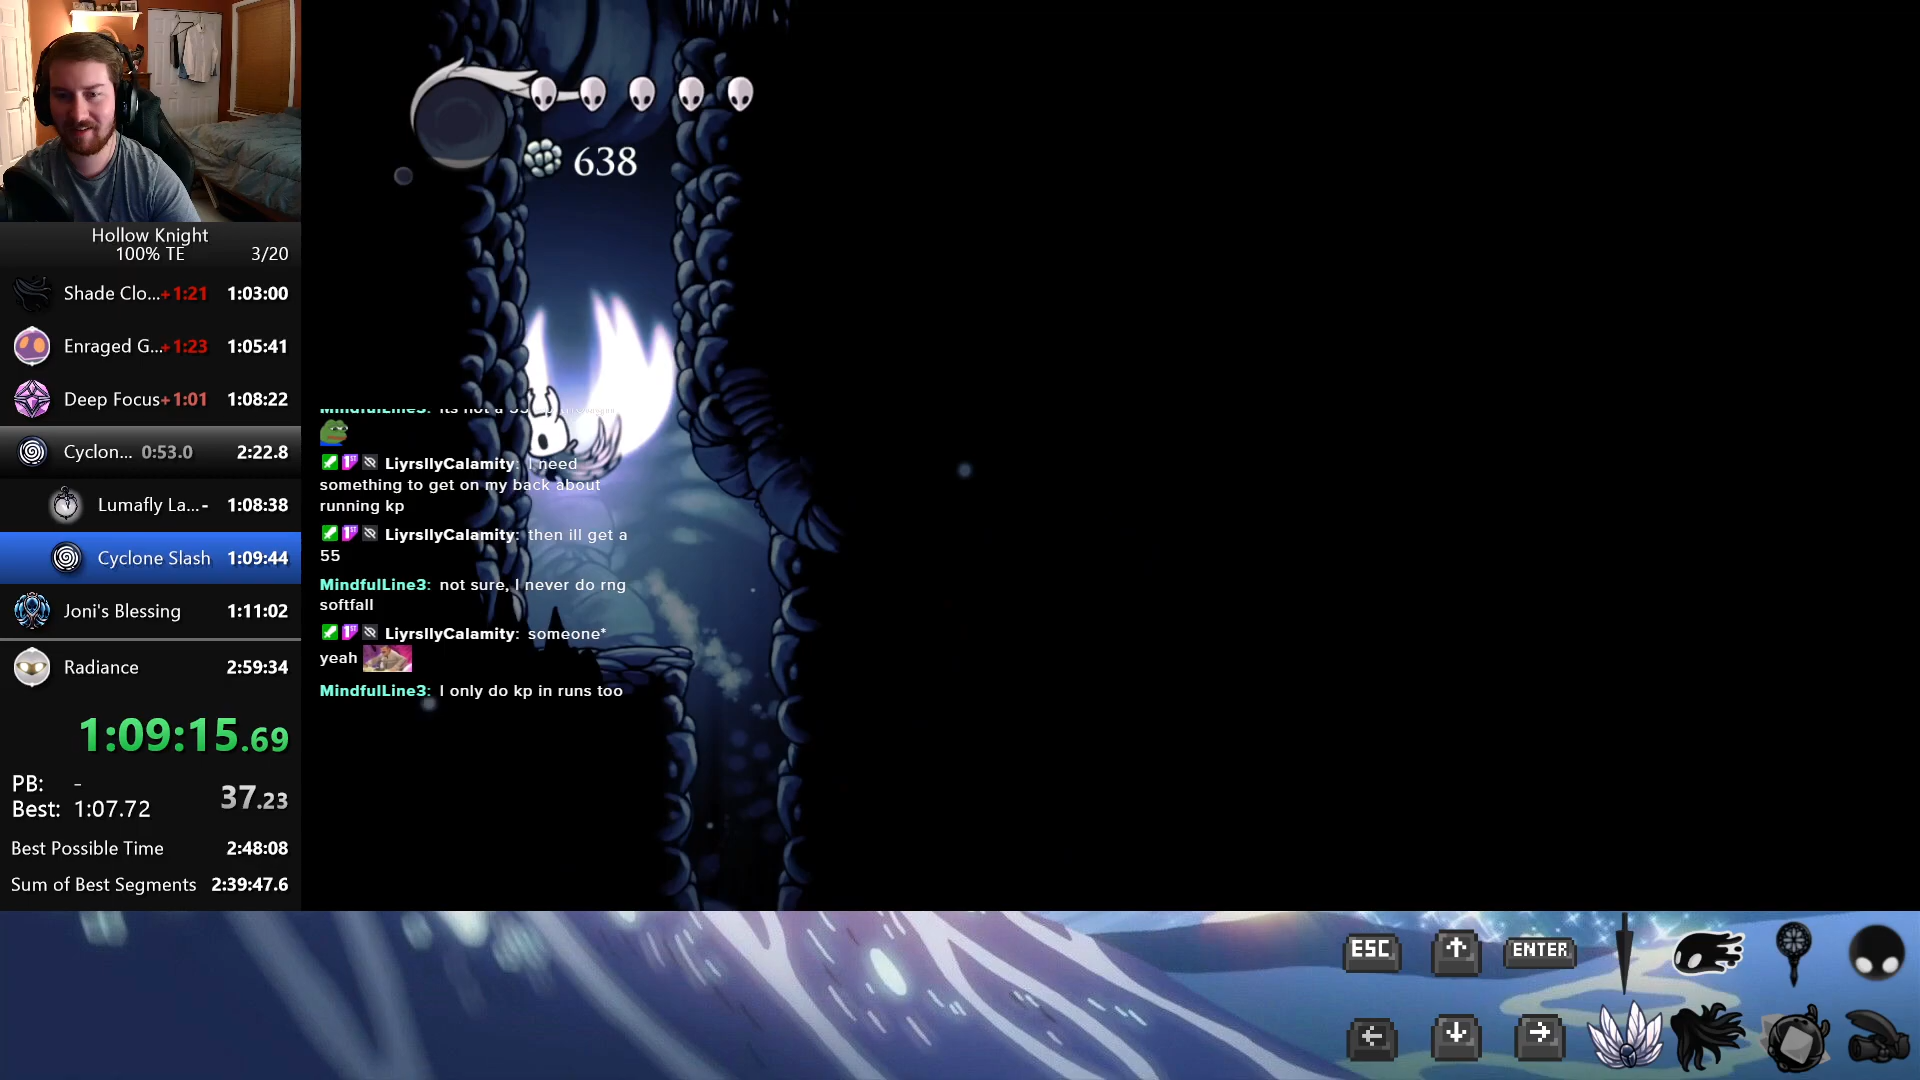 638
Hollow Knight
100% TE 3/20
Shade Clo...+1:21 1:03:00
Enraged G...+1:23 1:05:41
Deep Focus+1:01 1:08:22
Cyclon... 0:53.0 2:22.8
Lumafly La...- 1:08:38
Cyclone Slash 1:09:44
Joni's Blessing 1:11:02
Radiance 2:59:34
1:09:15.69
PB: -
Best: 1:07.72
37.23
Best Possible Time 2:48:08
Sum of Best Segments 2:39:47.6
MindfulLine3: its not a
LiyrsllyCalamity: I need
something to get on my back about
running kp
LiyrsllyCalamity: then ill get a
55
MindfulLine3: not sure, I never do rng
softfall
LiyrsllyCalamity: someone*
yeah
MindfulLine3: I only do kp in runs too
ESC ↑ ENTER
← ↓ →